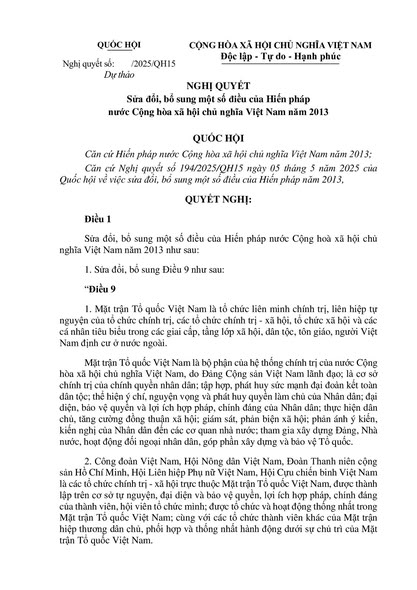 QUỐC HỘI
CỘNG HÒA XÃ HỘI CHỦ NGHĨA VIỆT NAM
Độc lập - Tự do - Hạnh phúc
Nghị quyết số: /2025/QH15
Dự thảo
NGHỊ QUYẾT
Sửa đổi, bổ sung một số điều của Hiến pháp
nước Cộng hòa xã hội chủ nghĩa Việt Nam năm 2013
QUỐC HỘI
Căn cứ Hiến pháp nước Cộng hòa xã hội chủ nghĩa Việt Nam năm 2013;
Căn cứ Nghị quyết số 194/2025/QH15 ngày 05 tháng 5 năm 2025 của
Quốc hội về việc sửa đổi, bổ sung một số điều của Hiến pháp năm 2013,
QUYẾT NGHỊ:
Điều 1
Sửa đổi, bổ sung một số điều của Hiến pháp nước Cộng hoà xã hội chủ
nghĩa Việt Nam năm 2013 như sau:
1. Sửa đổi, bổ sung Điều 9 như sau:
“Điều 9
1. Mặt trận Tổ quốc Việt Nam là tổ chức liên minh chính trị, liên hiệp tự
nguyện của tổ chức chính trị, các tổ chức chính trị - xã hội, tổ chức xã hội và các
cá nhân tiêu biểu trong các giai cấp, tầng lớp xã hội, dân tộc, tôn giáo, người Việt
Nam định cư ở nước ngoài.
Mặt trận Tổ quốc Việt Nam là bộ phận của hệ thống chính trị của nước Cộng
hòa xã hội chủ nghĩa Việt Nam, do Đảng Cộng sản Việt Nam lãnh đạo; là cơ sở
chính trị của chính quyền nhân dân; tập hợp, phát huy sức mạnh đại đoàn kết toàn
dân tộc; thể hiện ý chí, nguyện vọng và phát huy quyền làm chủ của Nhân dân; đại
diện, bảo vệ quyền và lợi ích hợp pháp, chính đáng của Nhân dân; thực hiện dân
chủ, tăng cường đồng thuận xã hội; giám sát, phản biện xã hội; phản ánh ý kiến,
kiến nghị của Nhân dân đến các cơ quan nhà nước; tham gia xây dựng Đảng, Nhà
nước, hoạt động đối ngoại nhân dân, góp phần xây dựng và bảo vệ Tổ quốc.
2. Công đoàn Việt Nam, Hội Nông dân Việt Nam, Đoàn Thanh niên cộng
sản Hồ Chí Minh, Hội Liên hiệp Phụ nữ Việt Nam, Hội Cựu chiến binh Việt Nam
là các tổ chức chính trị - xã hội trực thuộc Mặt trận Tổ quốc Việt Nam, được thành
lập trên cơ sở tự nguyện, đại diện và bảo vệ quyền, lợi ích hợp pháp, chính đáng
của thành viên, hội viên tổ chức mình; được tổ chức và hoạt động thống nhất trong
Mặt trận Tổ quốc Việt Nam; cùng với các tổ chức thành viên khác của Mặt trận
hiệp thương dân chủ, phối hợp và thống nhất hành động dưới sự chủ trì của Mặt
trận Tổ quốc Việt Nam.